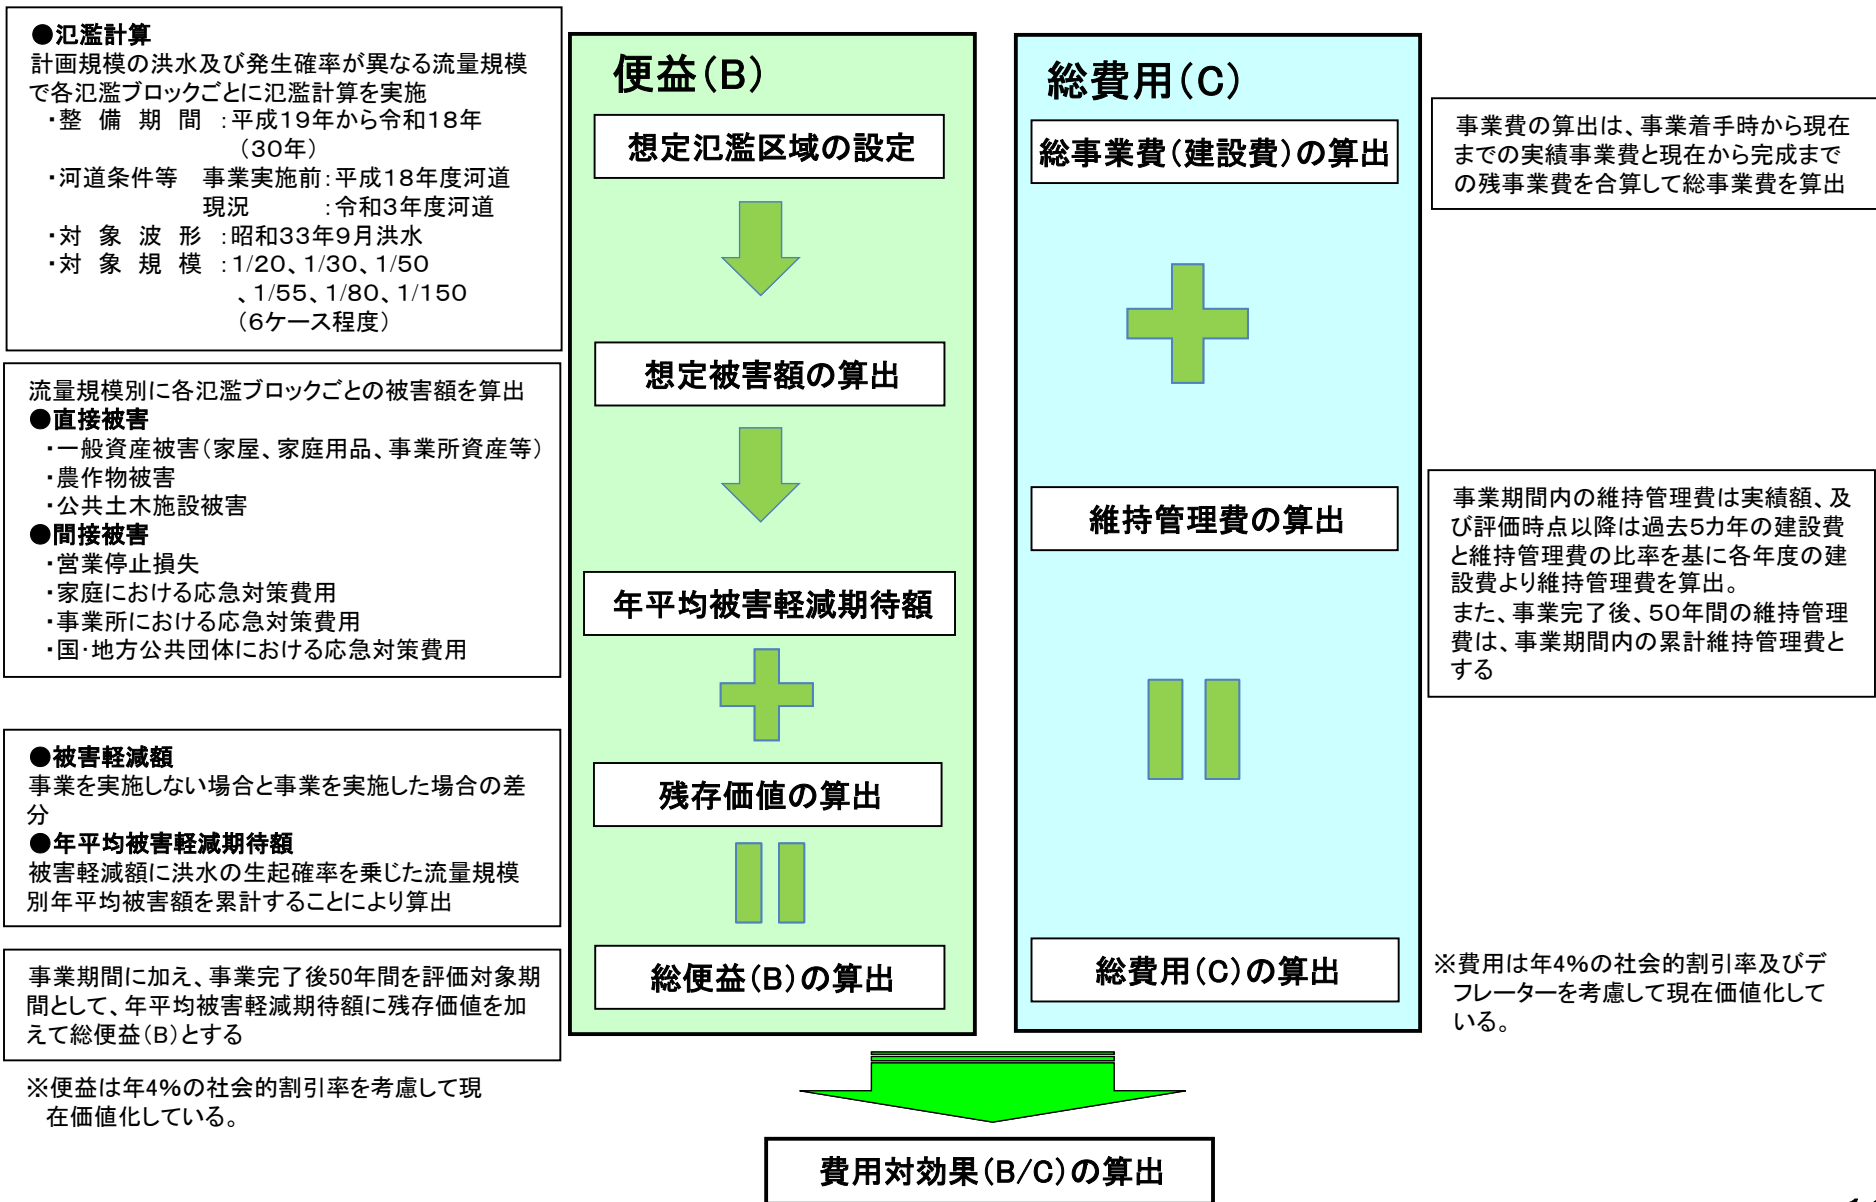 ●氾濫計算
計画規模の洪水及び発生確率が異なる流量規模
で各氾濫ブロックごとに氾濫計算を実施
・整 備 期 間 :平成19年から令和18年
(30年)
・河道条件等 事業実施前:平成18年度河道
現況 :令和3年度河道
・対 象 波 形 :昭和33年9月洪水
・対 象 規 模 :1/20、1/30、1/50
、1/55、1/80、1/150
(6ケース程度)
流量規模別に各氾濫ブロックごとの被害額を算出
●直接被害
・一般資産被害(家屋、家庭用品、事業所資産等)
・農作物被害
・公共土木施設被害
●間接被害
・営業停止損失
・家庭における応急対策費用
・事業所における応急対策費用
・国・地方公共団体における応急対策費用
●被害軽減額
事業を実施しない場合と事業を実施した場合の差
分
●年平均被害軽減期待額
被害軽減額に洪水の生起確率を乗じた流量規模
別年平均被害額を累計することにより算出
事業期間に加え、事業完了後50年間を評価対象期
間として、年平均被害軽減期待額に残存価値を加
えて総便益(B)とする
※便益は年4%の社会的割引率を考慮して現
在価値化している。
便益(B)
想定氾濫区域の設定
想定被害額の算出
年平均被害軽減期待額
残存価値の算出
総便益(B)の算出
総費用(C)
総事業費(建設費)の算出
維持管理費の算出
総費用(C)の算出
事業費の算出は、事業着手時から現在
までの実績事業費と現在から完成まで
の残事業費を合算して総事業費を算出
事業期間内の維持管理費は実績額、及
び評価時点以降は過去5カ年の建設費
と維持管理費の比率を基に各年度の建
設費より維持管理費を算出。
また、事業完了後、50年間の維持管理
費は、事業期間内の累計維持管理費と
する
※費用は年4%の社会的割引率及びデ
フレーターを考慮して現在価値化して
いる。
費用対効果(B/C)の算出